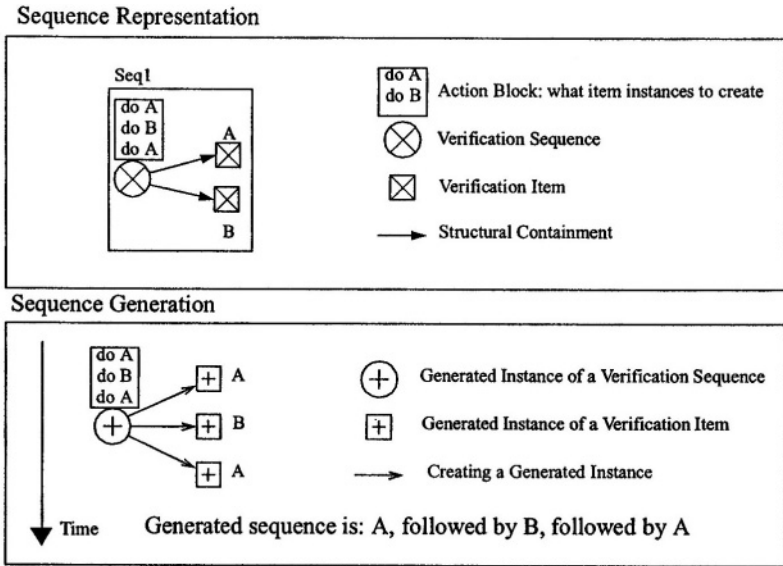 Sequence Representation
Seq1
do A
do B
do A
A
B
do A
do B
Action Block: what item instances to create
Verification Sequence
Verification Item
Structural Containment
Sequence Generation
do A
do B
do A
A
B
A
Generated Instance of a Verification Sequence
Generated Instance of a Verification Item
Creating a Generated Instance
Time
Generated sequence is: A, followed by B, followed by A